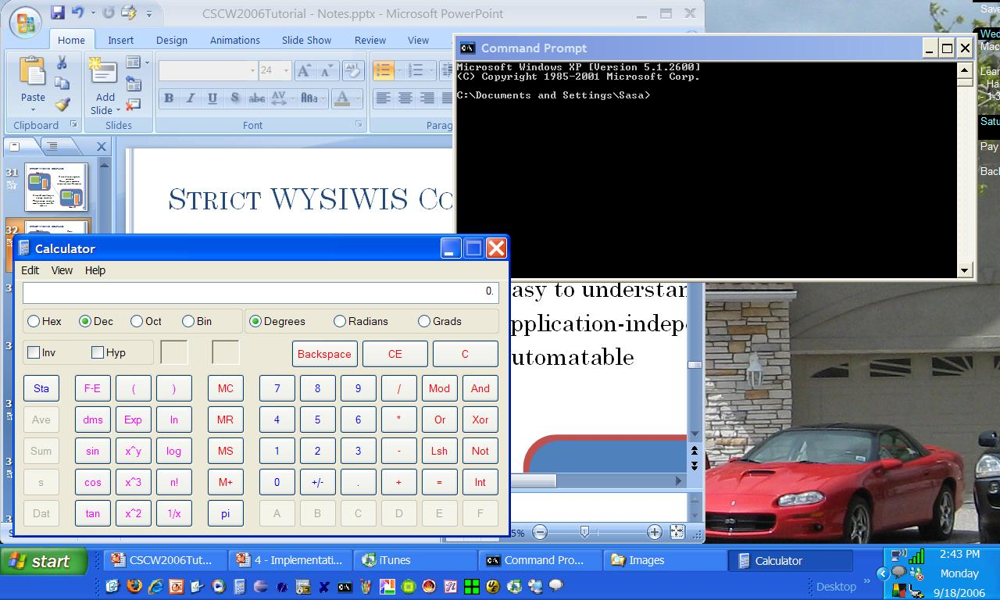 CSCW2006Tutorial - Notes.pptx - Microsoft PowerPoint
Home Insert Design Animations Slide Show Review View
Paste
Add
Slide
24
B I U S abc AV Aa A
Clipboard Slides Font Parag
31
32
STRICT WYSIWIS CO
asy to understan
pplication-indep
utomatable
5%
Command Prompt
Microsoft Windows XP [Version 5.1.2600]
(C) Copyright 1985-2001 Microsoft Corp.
C:\Documents and Settings\Sasa>
Save
Wed
Mac
Lear
- Ha
- 1-3
Satu
Pay
Back
Calculator
Edit View Help
0.
Hex Dec Oct Bin Degrees Radians Grads
Inv Hyp Backspace CE C
Sta F-E ( ) MC 7 8 9 / Mod And
Ave dms Exp ln MR 4 5 6 * Or Xor
Sum sin x^y log MS 1 2 3 - Lsh Not
s cos x^3 n! M+ 0 +/- . + = Int
Dat tan x^2 1/x pi A B C D E F
start CSCW2006Tut... 4 - Implementati... iTunes Command Pro... Images Calculator
Desktop »
2:43 PM
Monday
9/18/2006